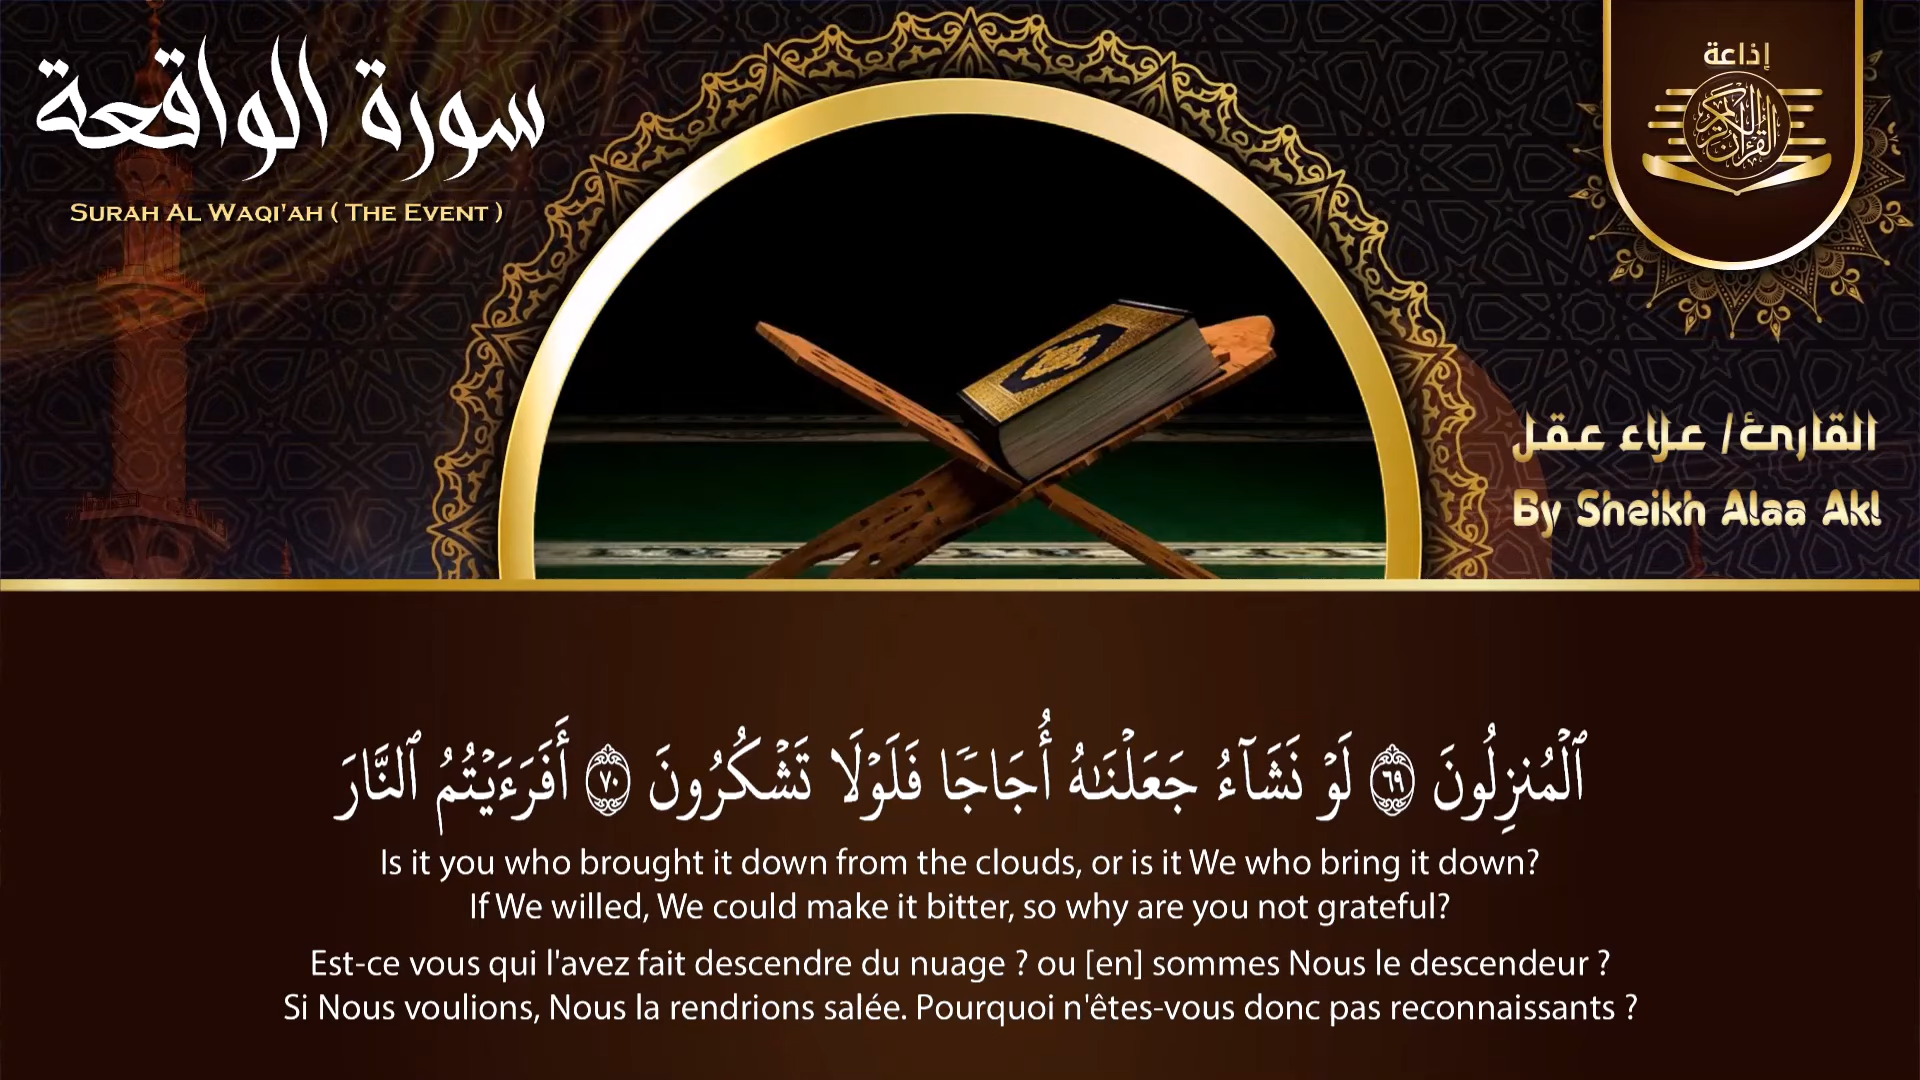 سورة الواقعة
SURAH AL WAQI'AH ( THE EVENT )
إذاعة
القرآن الكريم
القارئ / علاء عقل
By Sheikh Alaa Akl
ٱلْمُنزِلُونَ ٦٩ لَوْ نَشَآءُ جَعَلْنَـٰهُ أُجَاجًا فَلَوْلَا تَشْكُرُونَ ٧٠ أَفَرَءَيْتُمُ ٱلنَّارَ
Is it you who brought it down from the clouds, or is it We who bring it down?
If We willed, We could make it bitter, so why are you not grateful?
Est-ce vous qui l'avez fait descendre du nuage ? ou [en] sommes Nous le descendeur ?
Si Nous voulions, Nous la rendrions salée. Pourquoi n'êtes-vous donc pas reconnaissants ?